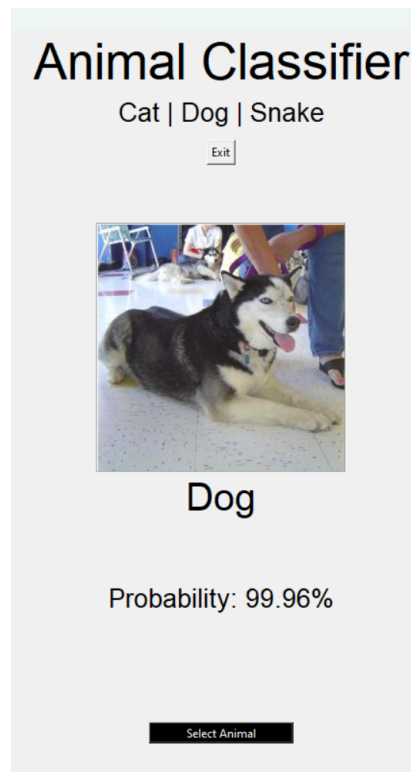 Animal Classifier
Cat | Dog | Snake
Exit
Dog
Probability: 99.96%
Select Animal